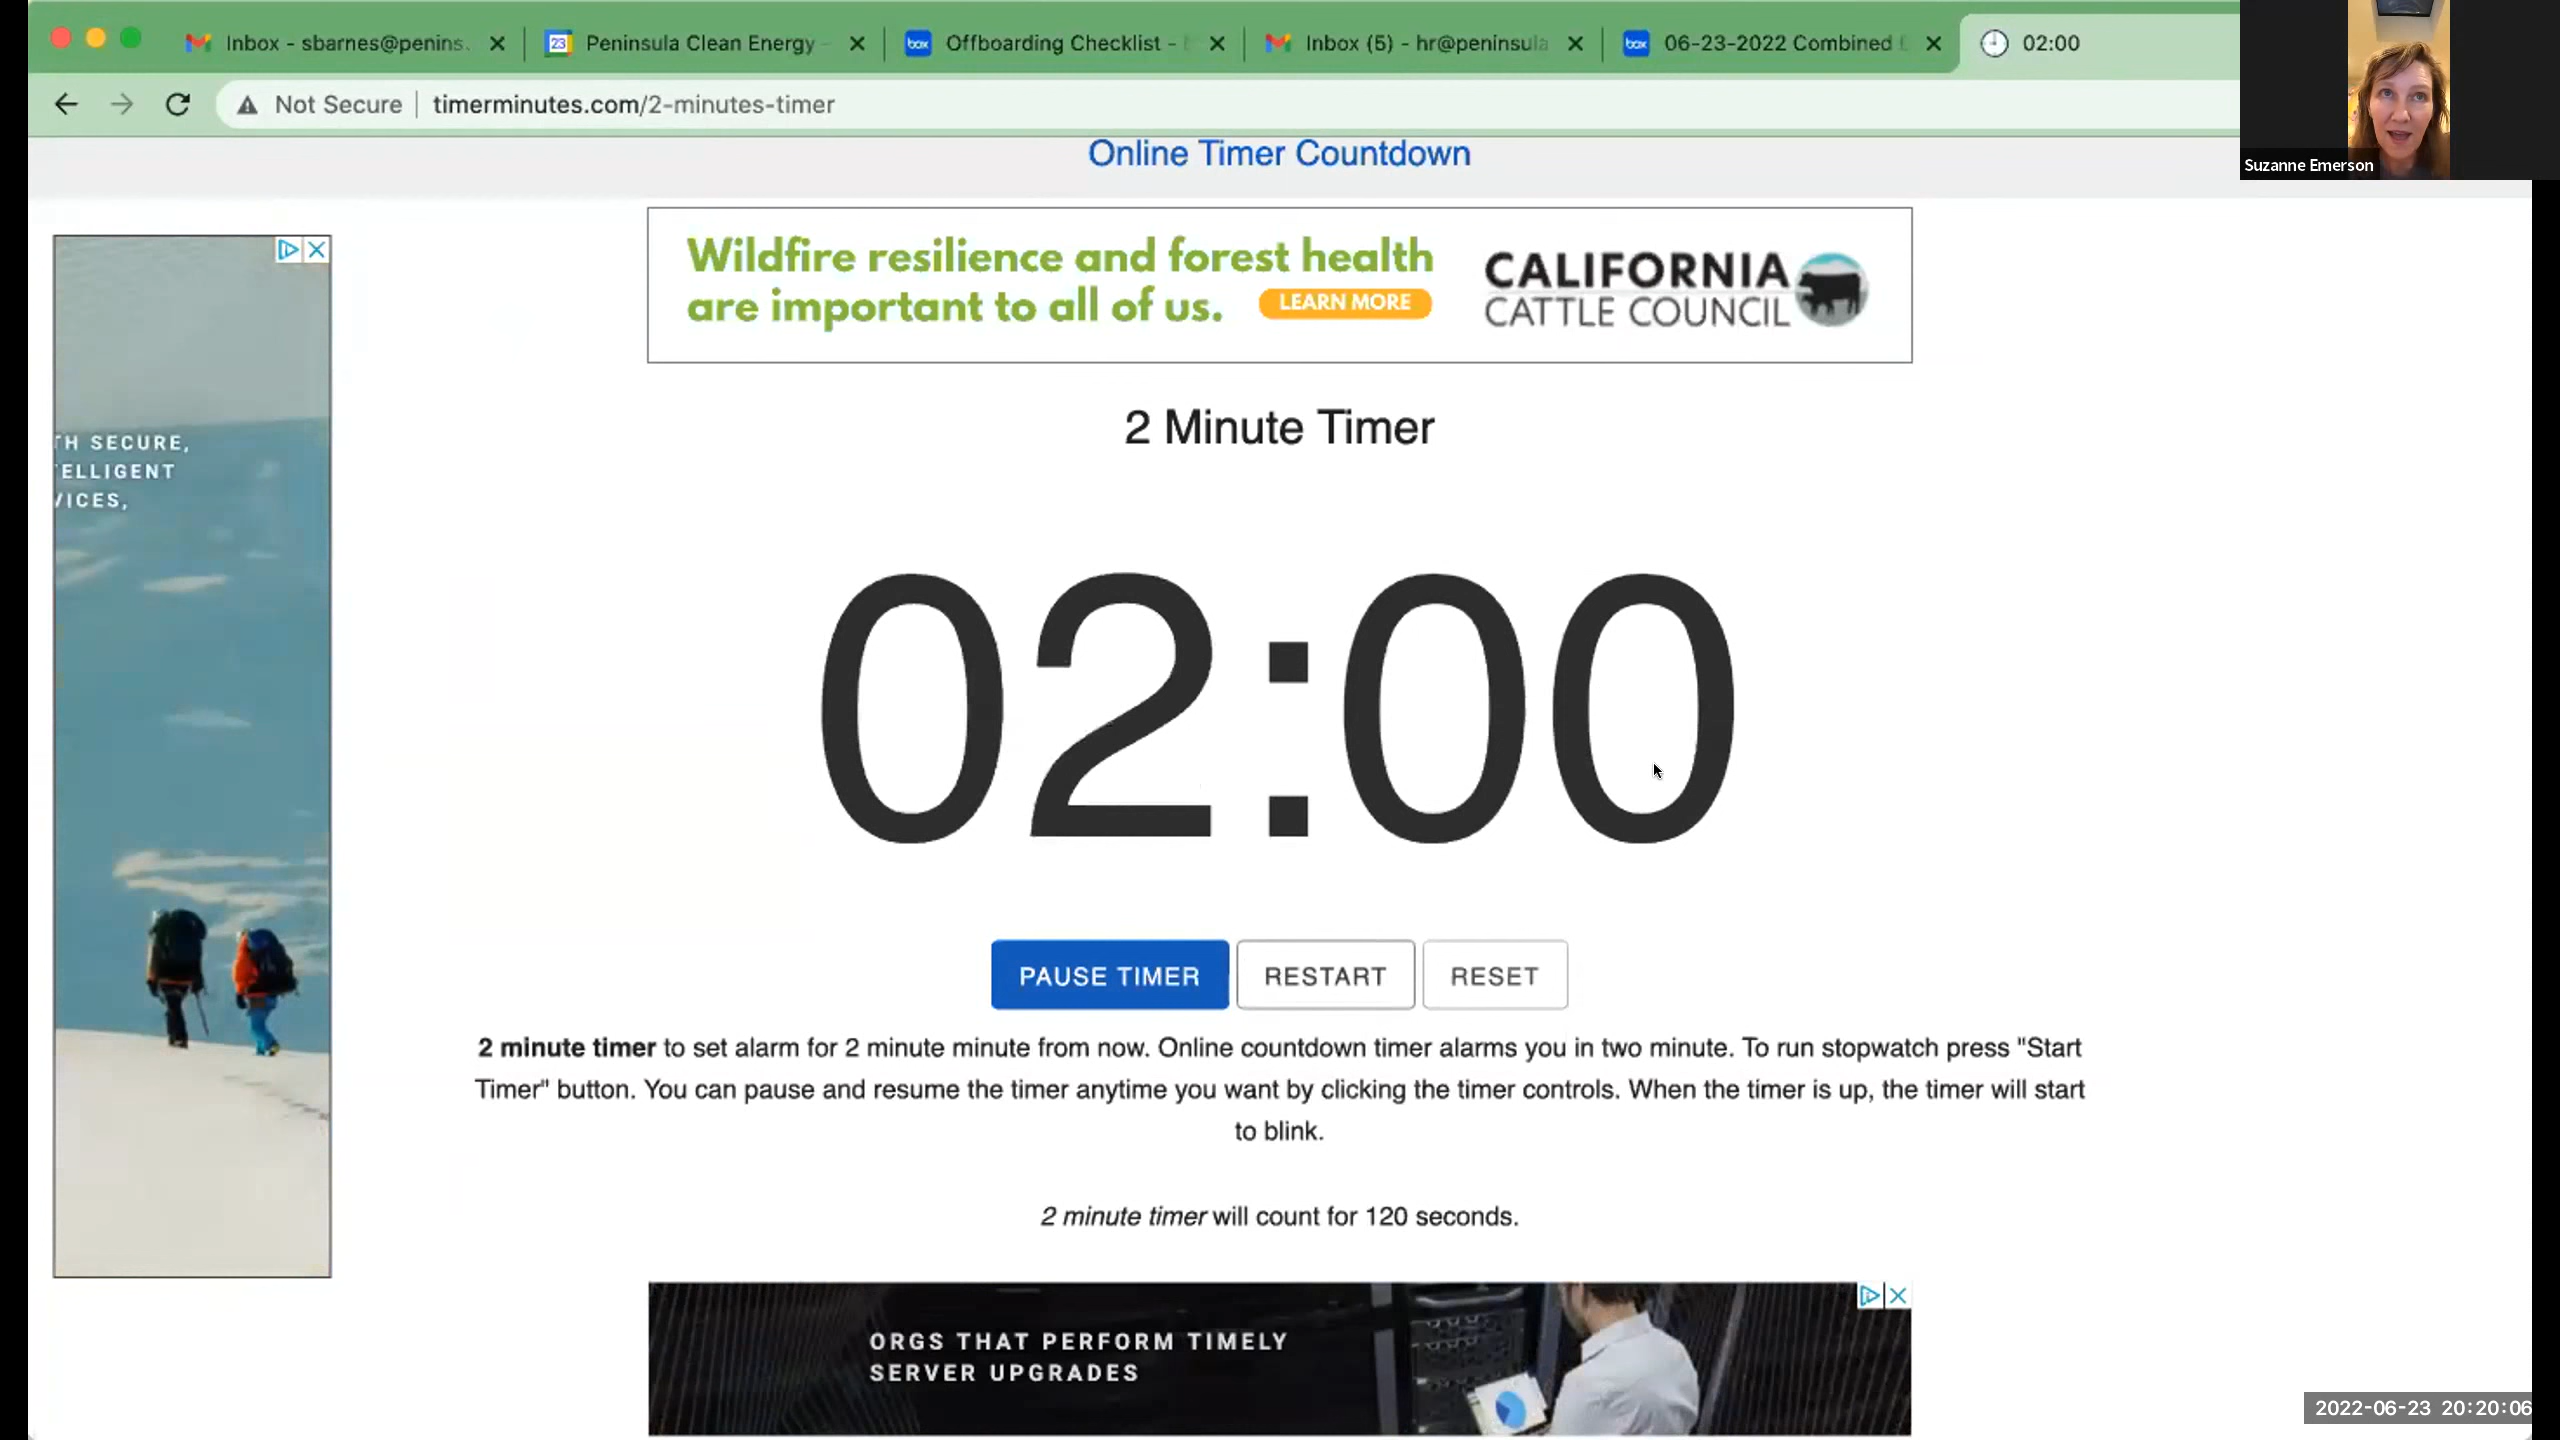 Inbox - sbarnes@penins.
23
Peninsula Clean Energy -
box
Offboarding Checklist -
Inbox (5) - hr@peninsula
box
06-23-2022 Combined
02:00
Not Secure
timerminutes.com/2-minutes-timer
Suzanne Emerson
Online Timer Countdown
Wildfire resilience and forest health
are important to all of us.
LEARN MORE
CALIFORNIA
CATTLE COUNCIL
TH SECURE,
TELLIGENT
VICES,
2 Minute Timer
02:00
PAUSE TIMER
RESTART
RESET
2 minute timer to set alarm for 2 minute minute from now. Online countdown timer alarms you in two minute. To run stopwatch press "Start
Timer" button. You can pause and resume the timer anytime you want by clicking the timer controls. When the timer is up, the timer will start
to blink.
2 minute timer will count for 120 seconds.
ORGS THAT PERFORM TIMELY
SERVER UPGRADES
2022-06-23 20:20:06